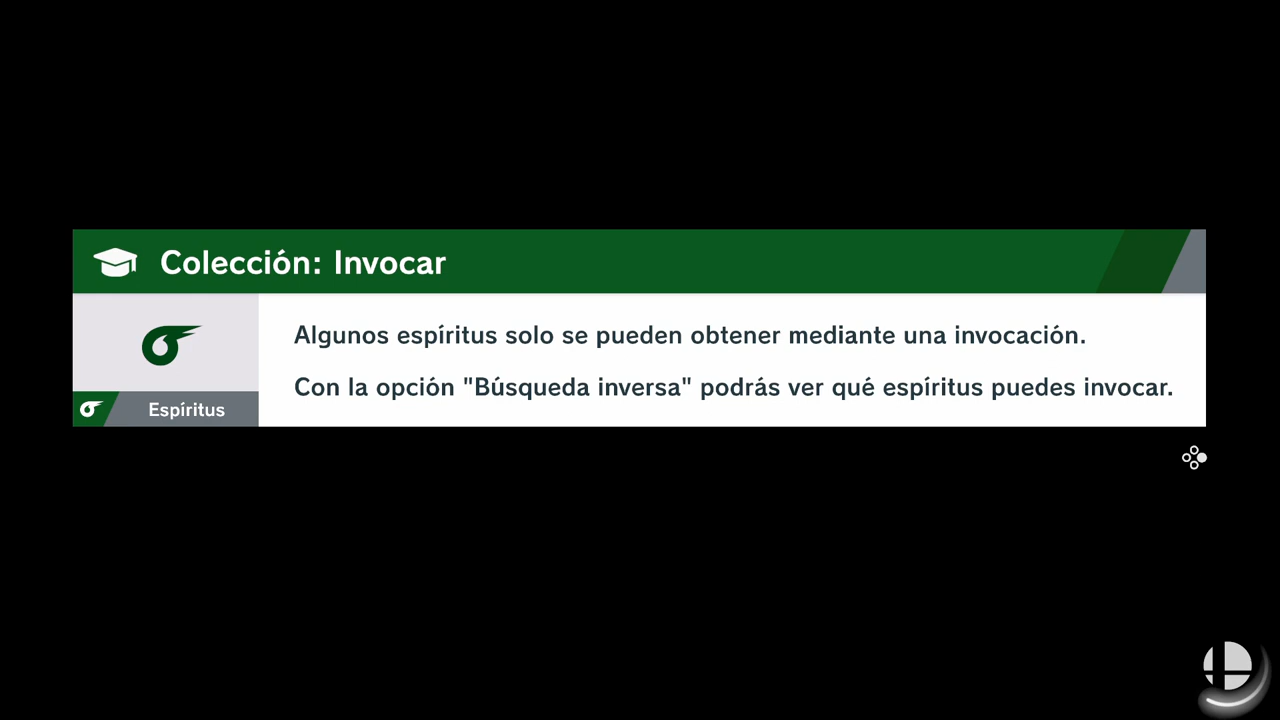 Colección: Invocar
Algunos espíritus solo se pueden obtener mediante una invocación.
Con la opción "Búsqueda inversa" podrás ver qué espíritus puedes invocar.
Espíritus